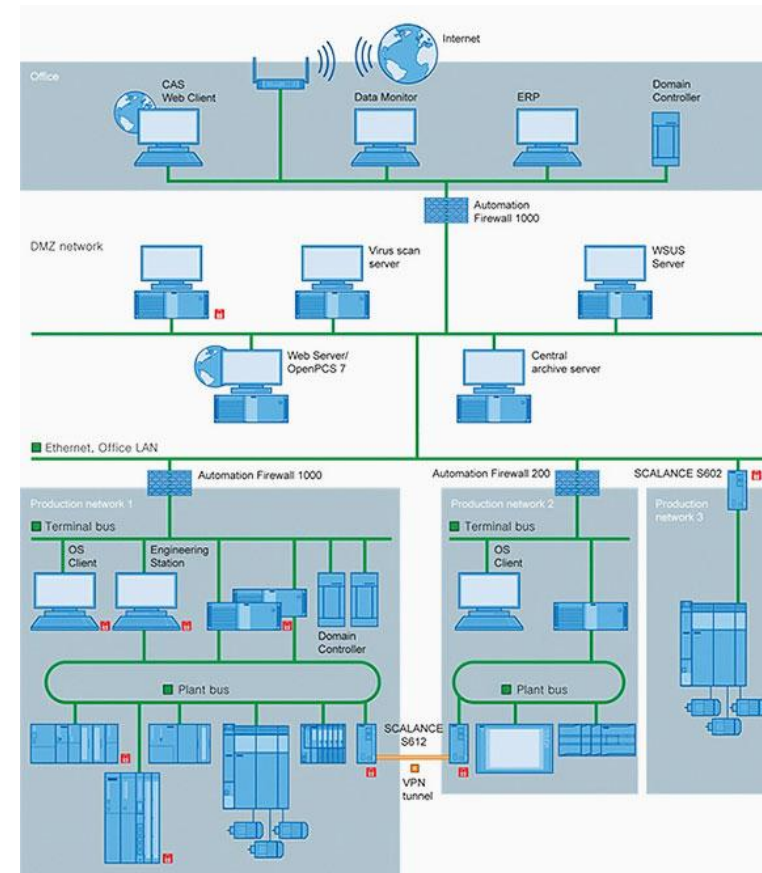 Internet
Office
CAS
Web Client
Data Monitor
ERP
Domain
Controller
Automation
Firewall 1000
DMZ network
Virus scan
server
WSUS
Server
Web Server/
OpenPCS 7
Central
archive server
Ethernet, Office LAN
Automation Firewall 1000
Automation Firewall 200
SCALANCE S602
Production network 1
Production network 2
Production
network 3
Terminal bus
Terminal bus
OS
Client
Engineering
Station
OS
Client
Domain
Controller
Plant bus
Plant bus
SCALANCE
S612
VPN
tunnel